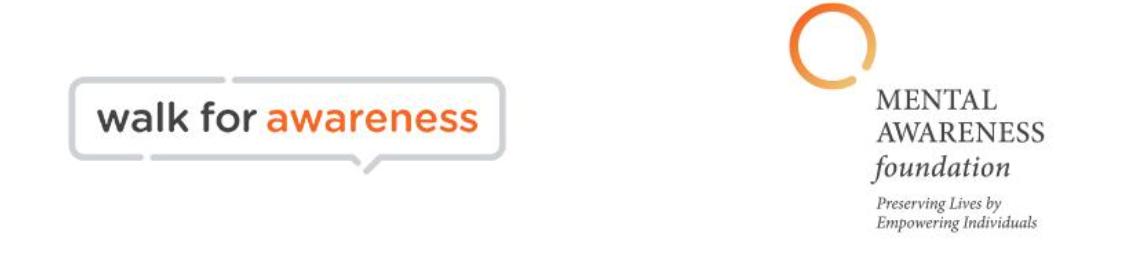 walk for awareness
MENTAL
AWARENESS
foundation
Preserving Lives by
Empowering Individuals